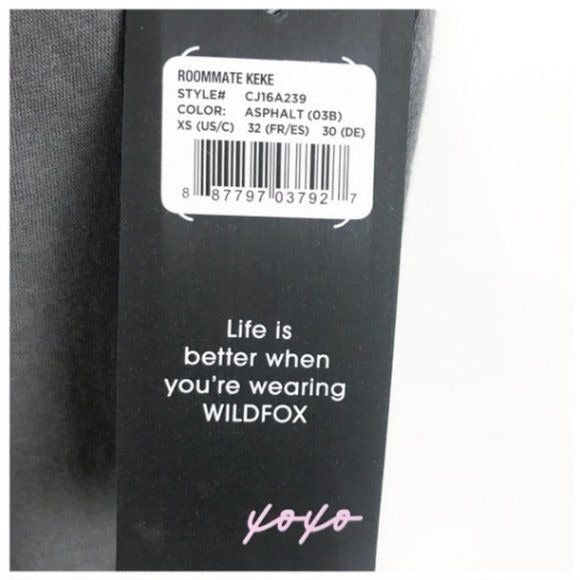 ROOMMATE KEKE
STYLE# CJ16A239
COLOR: ASPHALT (03B)
XS (US/C) 32 (FR/ES) 30 (DE)
8 87797 03792 7
Life is
better when
you're wearing
WILDFOX
xoxo